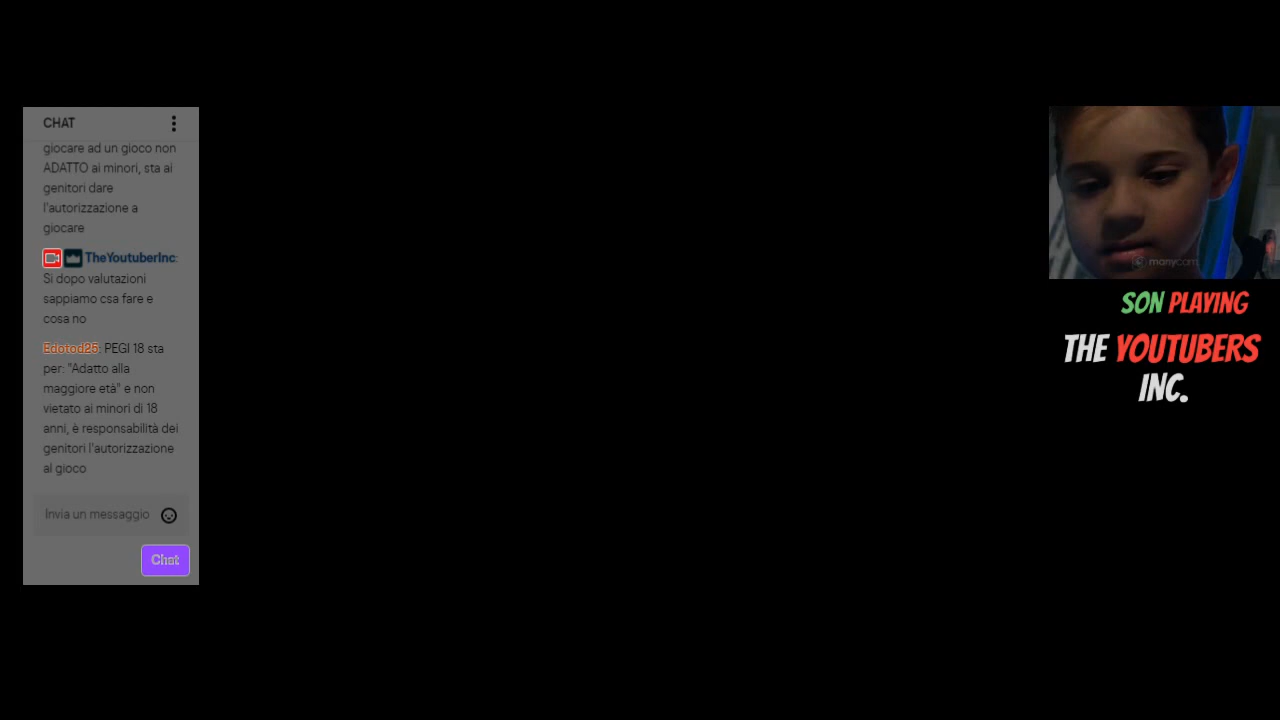 CHAT
giocare ad un gioco non
ADATTO ai minori, sta ai
genitori dare
l'autorizzazione a
giocare
TheYoutuberInc:
Si dopo valutazioni
sappiamo csa fare e
cosa no
Edotod25: PEGI 18 sta
per: "Adatto alla
maggiore età" e non
vietato ai minori di 18
anni, è responsabilità dei
genitori l'autorizzazione
al gioco
Invia un messaggio
Chat
manycam
SON PLAYING
THE YOUTUBERS
INC.